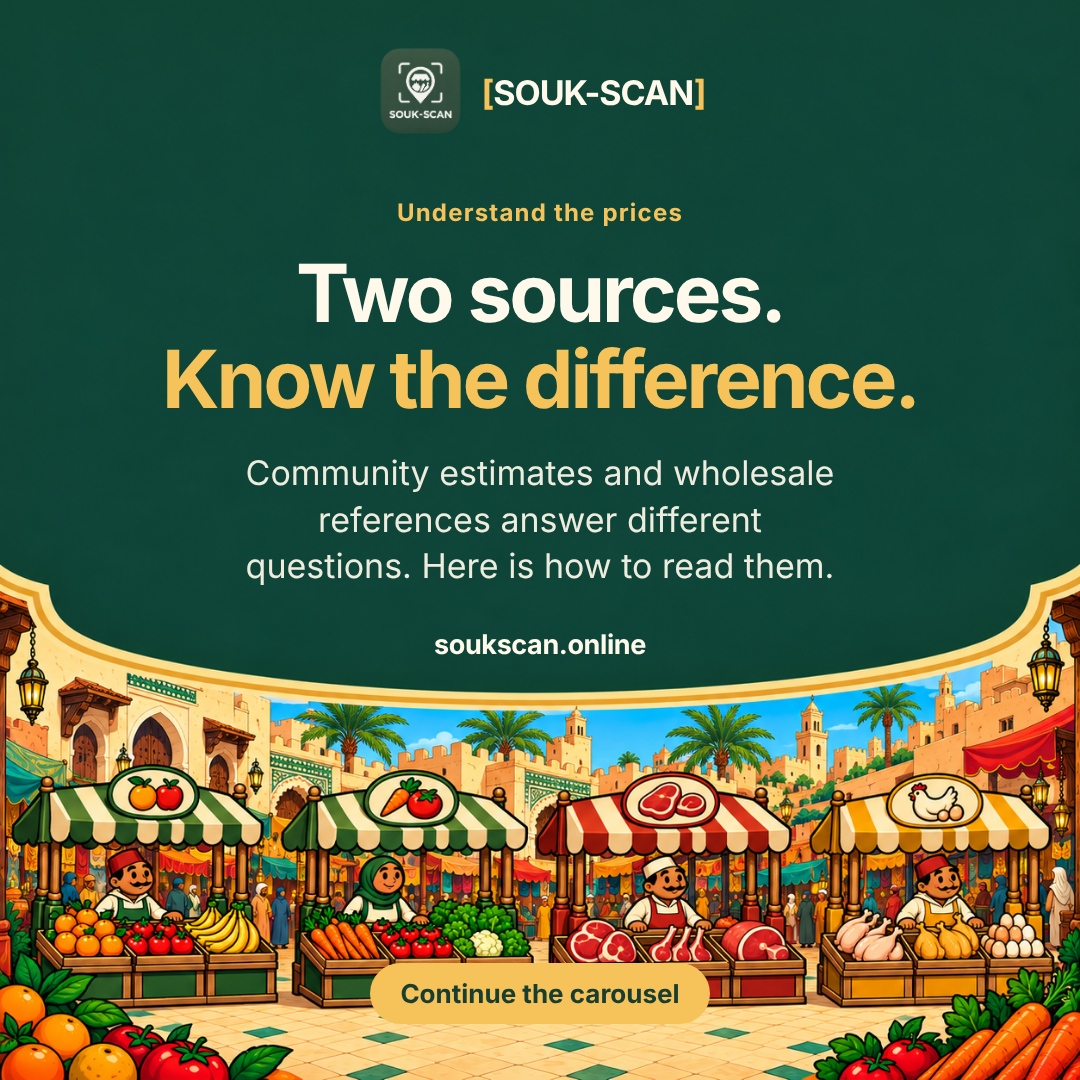 SOUK-SCAN
[SOUK-SCAN]
Understand the prices
Two sources.
Know the difference.
Community estimates and wholesale
references answer different
questions. Here is how to read them.
soukscan.online
Continue the carousel